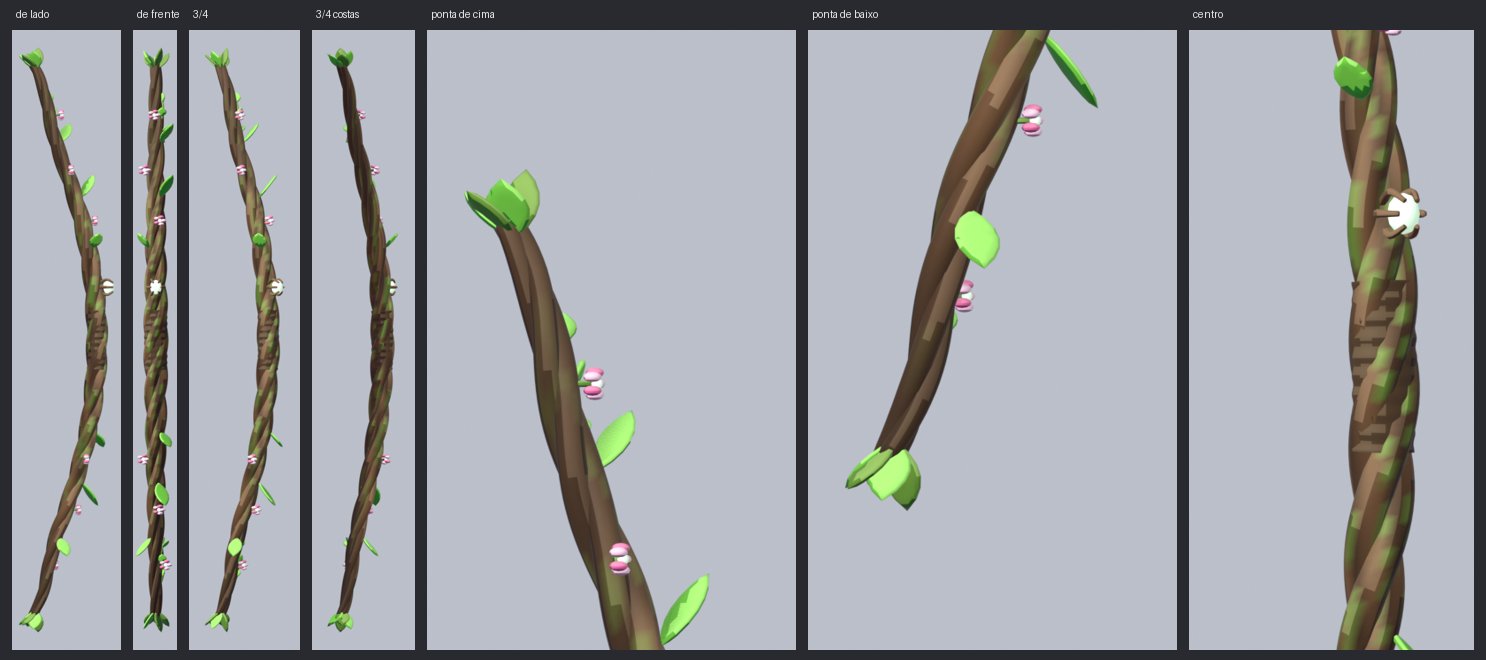 de lado
de frente
3/4
3/4 costas
ponta de cima
ponta de baixo
centro